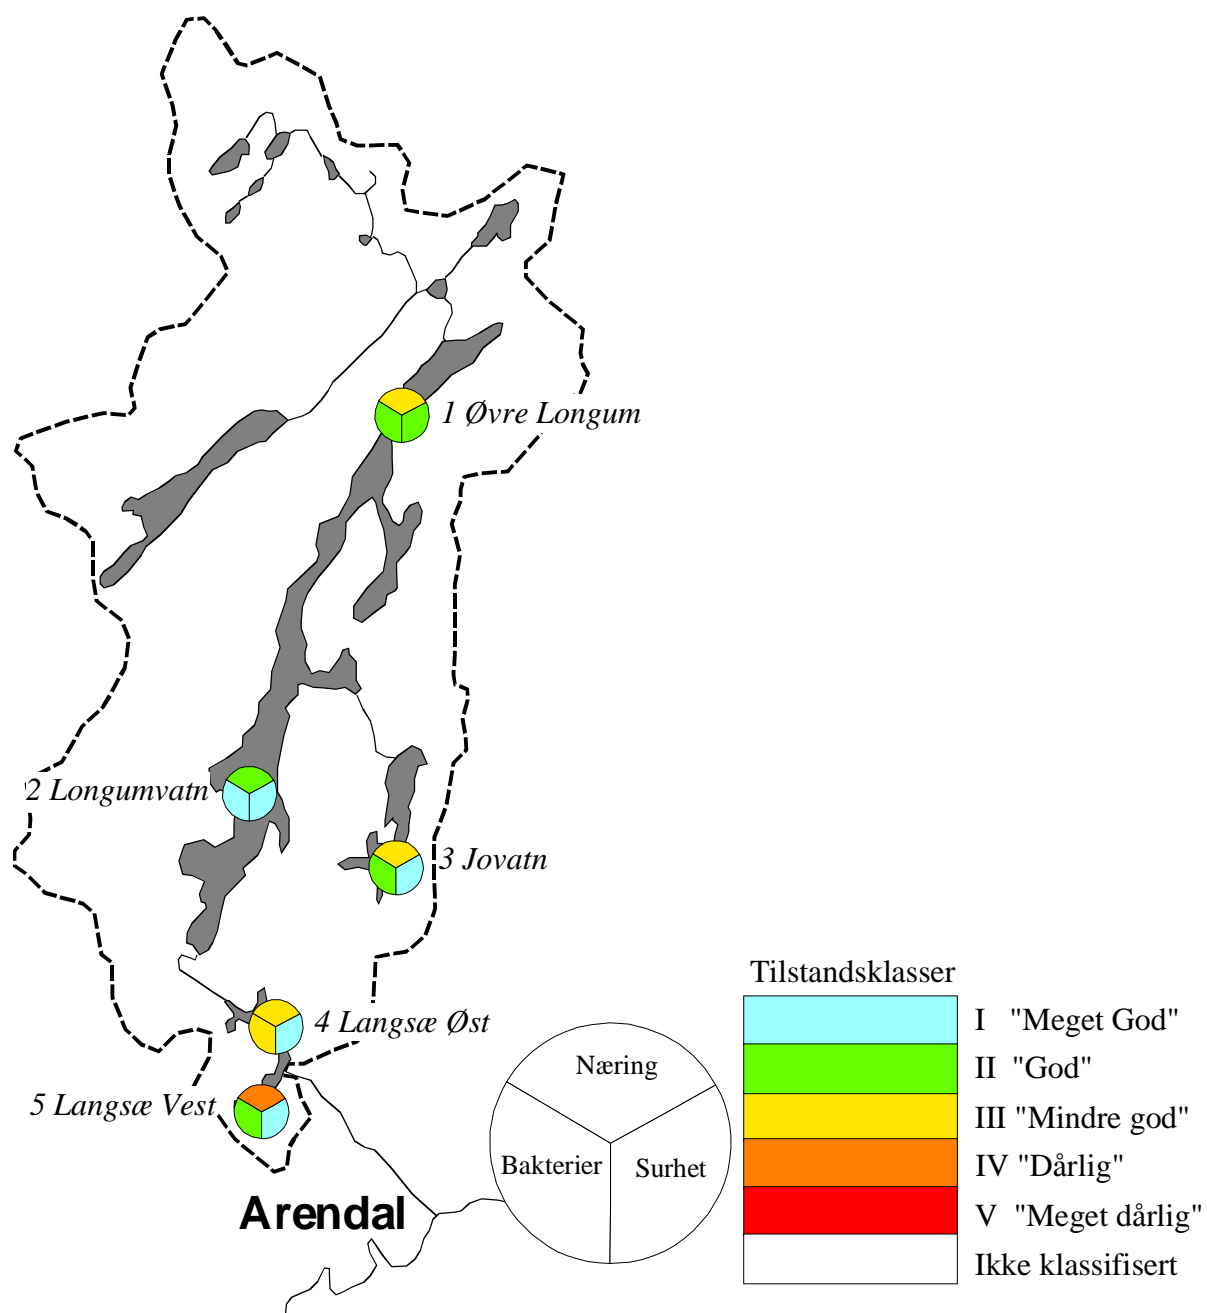 1 Øvre Longum
2 Longumvatn
3 Jovatn
4 Langsæ Øst
5 Langsæ Vest
Arendal
Næring
Bakterier
Surhet
Tilstandsklasser
I "Meget God"
II "God"
III "Mindre god"
IV "Dårlig"
V "Meget dårlig"
Ikke klassifisert